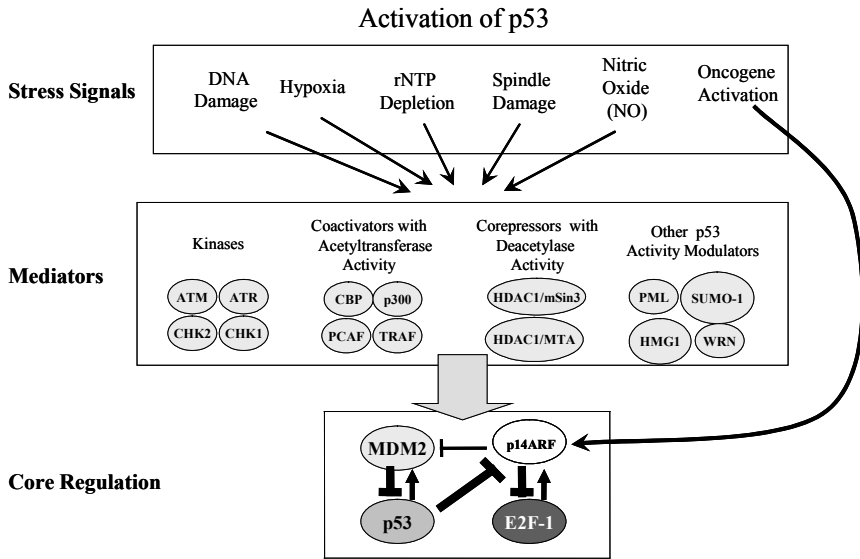 Activation of p53
Stress Signals
DNA
Damage
Hypoxia
rNTP
Depletion
Spindle
Damage
Nitric
Oxide
(NO)
Oncogene
Activation
Mediators
Kinases
ATM ATR
CHK2 CHK1
Coactivators with
Acetyltransferase
Activity
CBP p300
PCAF TRAF
Corepressors with
Deacetylase
Activity
HDAC1/mSin3
HDAC1/MTA
Other p53
Activity Modulators
PML SUMO-1
HMG1 WRN
Core Regulation
MDM2 p14ARF
p53 E2F-1